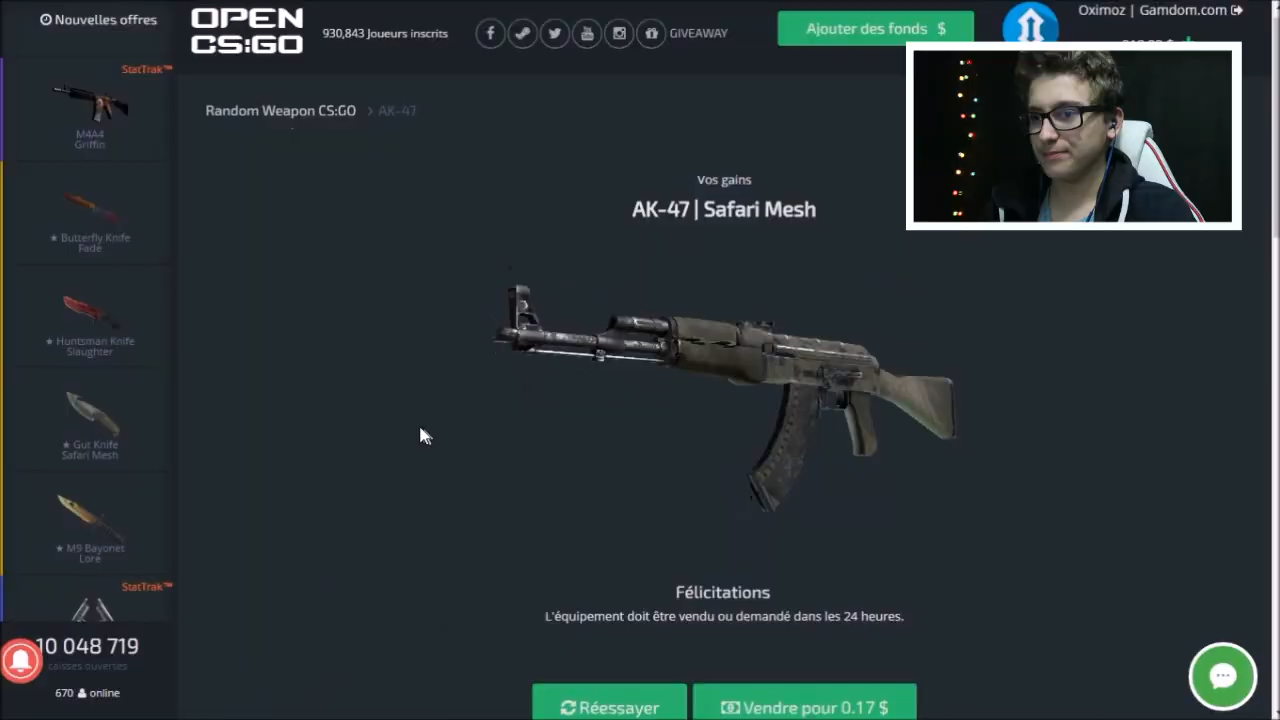 Nouvelles offres
StatTrak™
M4A4
Griffin
★ Butterfly Knife
Fade
★ Huntsman Knife
Slaughter
★ Gut Knife
Safari Mesh
★ M9 Bayonet
Lore
StatTrak™
10 048 719
caisses ouvertes
670 online
OPEN
CS:GO
930,843 Joueurs inscrits
GIVEAWAY
Ajouter des fonds $
Oximoz | Gamdom.com
Random Weapon CS:GO > AK-47
Vos gains
AK-47 | Safari Mesh
Félicitations
L'équipement doit être vendu ou demandé dans les 24 heures.
Réessayer
Vendre pour 0.17 $